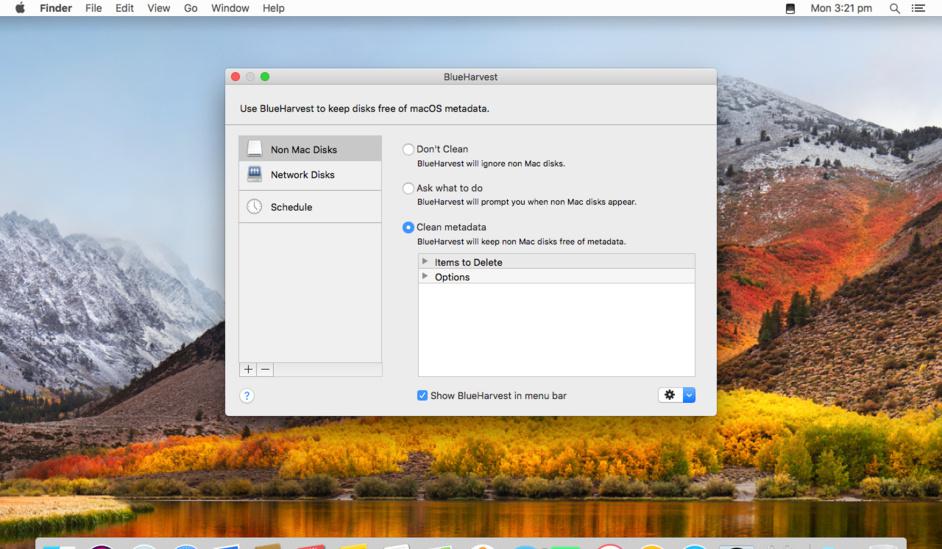 Finder File Edit View Go Window Help Mon 3:21 pm
BlueHarvest
Use BlueHarvest to keep disks free of macOS metadata.
Non Mac Disks
Network Disks
Schedule
Don't Clean
BlueHarvest will ignore non Mac disks.
Ask what to do
BlueHarvest will prompt you when non Mac disks appear.
Clean metadata
BlueHarvest will keep non Mac disks free of metadata.
Items to Delete
Options
+ −
?
Show BlueHarvest in menu bar